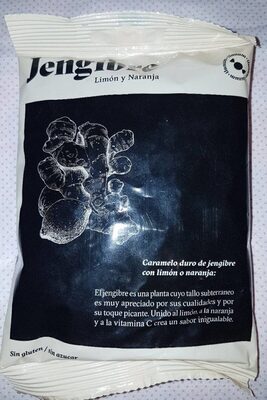 Jengibre
Limón y Naranja
Caramelo duro de jengibre
con limón o naranja:
El jengibre es una planta cuyo tallo subterraneo
es muy apreciado por sus cualidades y por
su toque picante. Unido al limón, a la naranja
y a la vitamina C crea un sabor inigualable.
Sin gluten / sin azucar